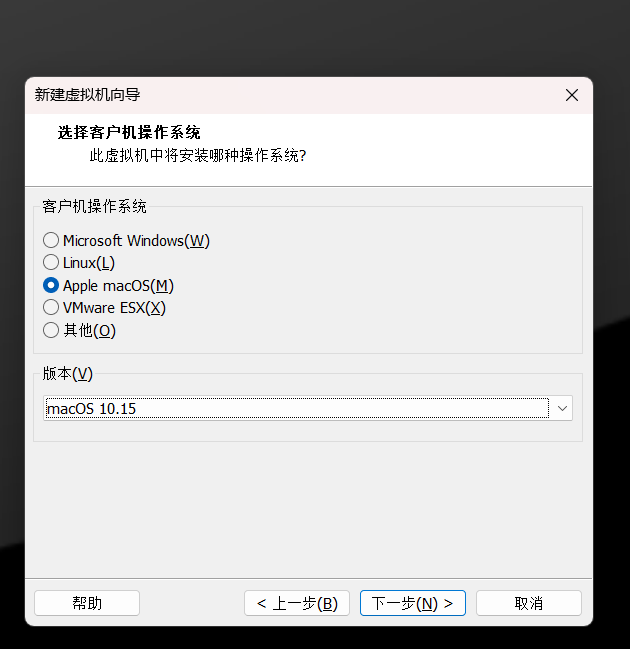 新建虚拟机向导
选择客户机操作系统
此虚拟机中将安装哪种操作系统?
客户机操作系统
Microsoft Windows(W)
Linux(L)
Apple macOS(M)
VMware ESX(X)
其他(O)
版本(V)
macOS 10.15
帮助
< 上一步(B)
下一步(N) >
取消